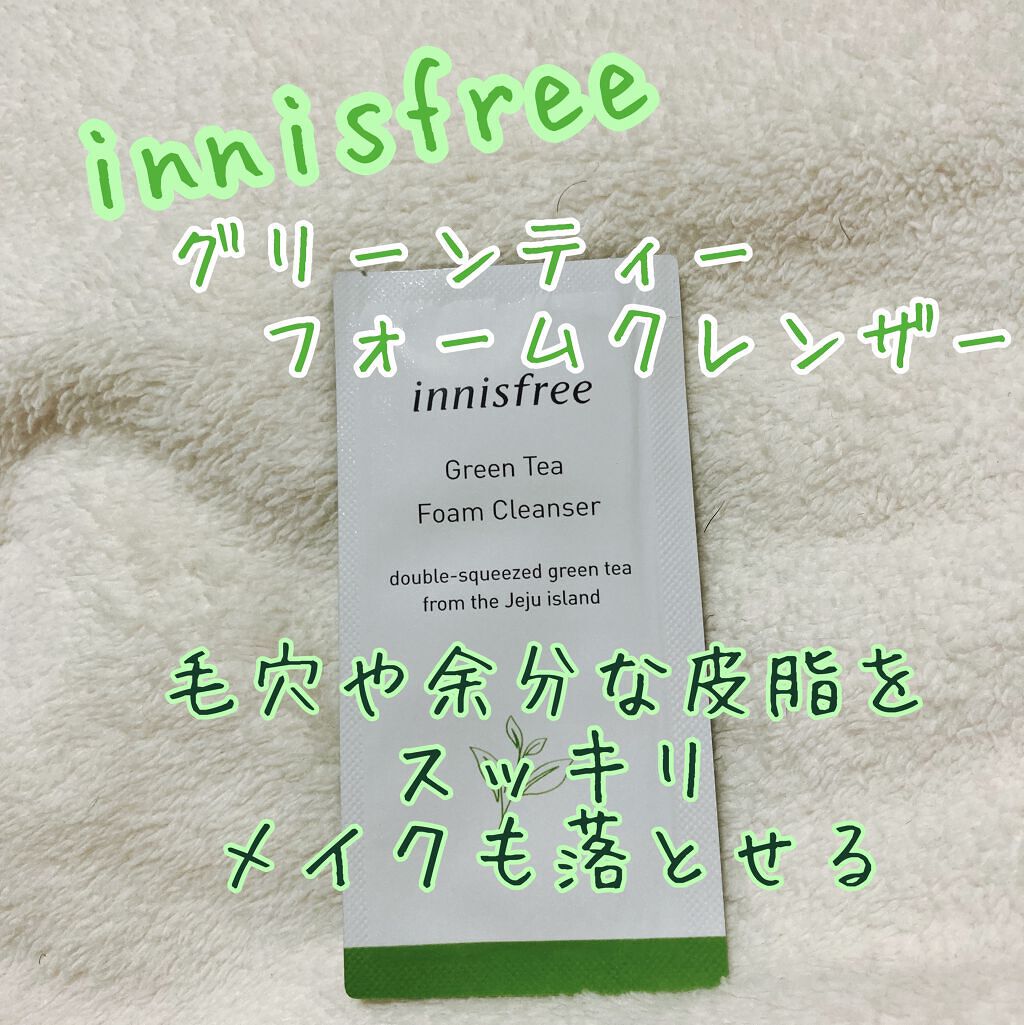 innisfree
グリーンティー
フォームクレンザー
innisfree
Green Tea
Foam Cleanser
double-squeezed green tea
from the Jeju island
毛穴や余分な皮脂を
スッキリ
メイクも落とせる